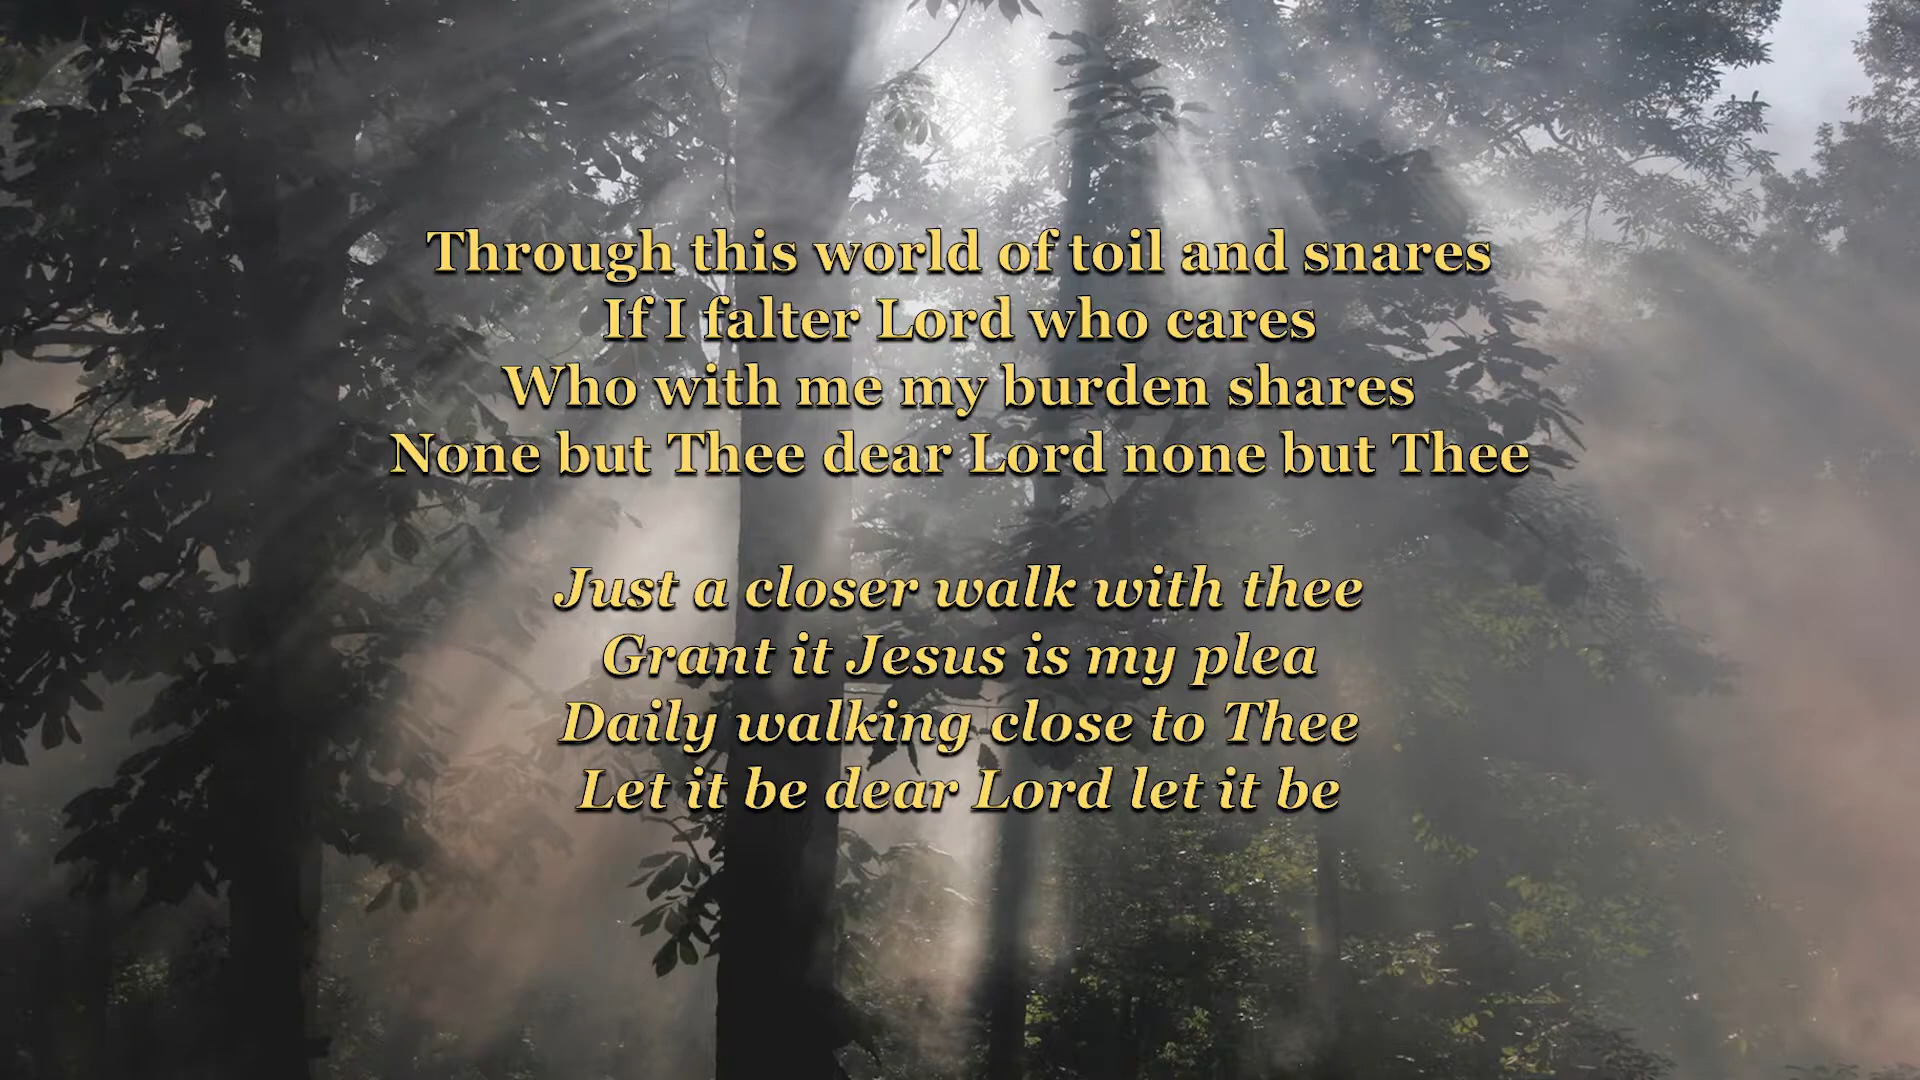 Through this world of toil and snares
If I falter Lord who cares
Who with me my burden shares
None but Thee dear Lord none but Thee
Just a closer walk with thee
Grant it Jesus is my plea
Daily walking close to Thee
Let it be dear Lord let it be